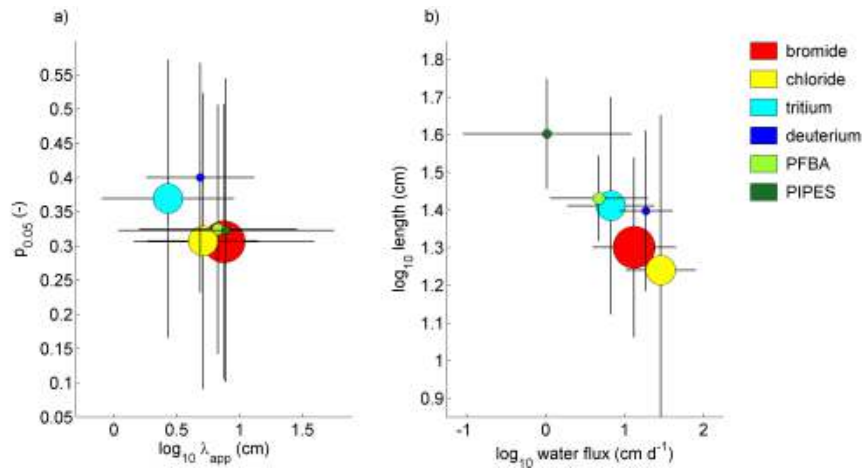 a)
0.55
0.5
0.45
0.4
0.35
0.3
0.25
0.2
0.15
0.1
0.05
p0.05 (-)
0 0.5 1 1.5
log10 λapp (cm)
b)
1.8
1.7
1.6
1.5
1.4
1.3
1.2
1.1
1
0.9
log10 length (cm)
-1 0 1 2
log10 water flux (cm d-1)
bromide
chloride
tritium
deuterium
PFBA
PIPES